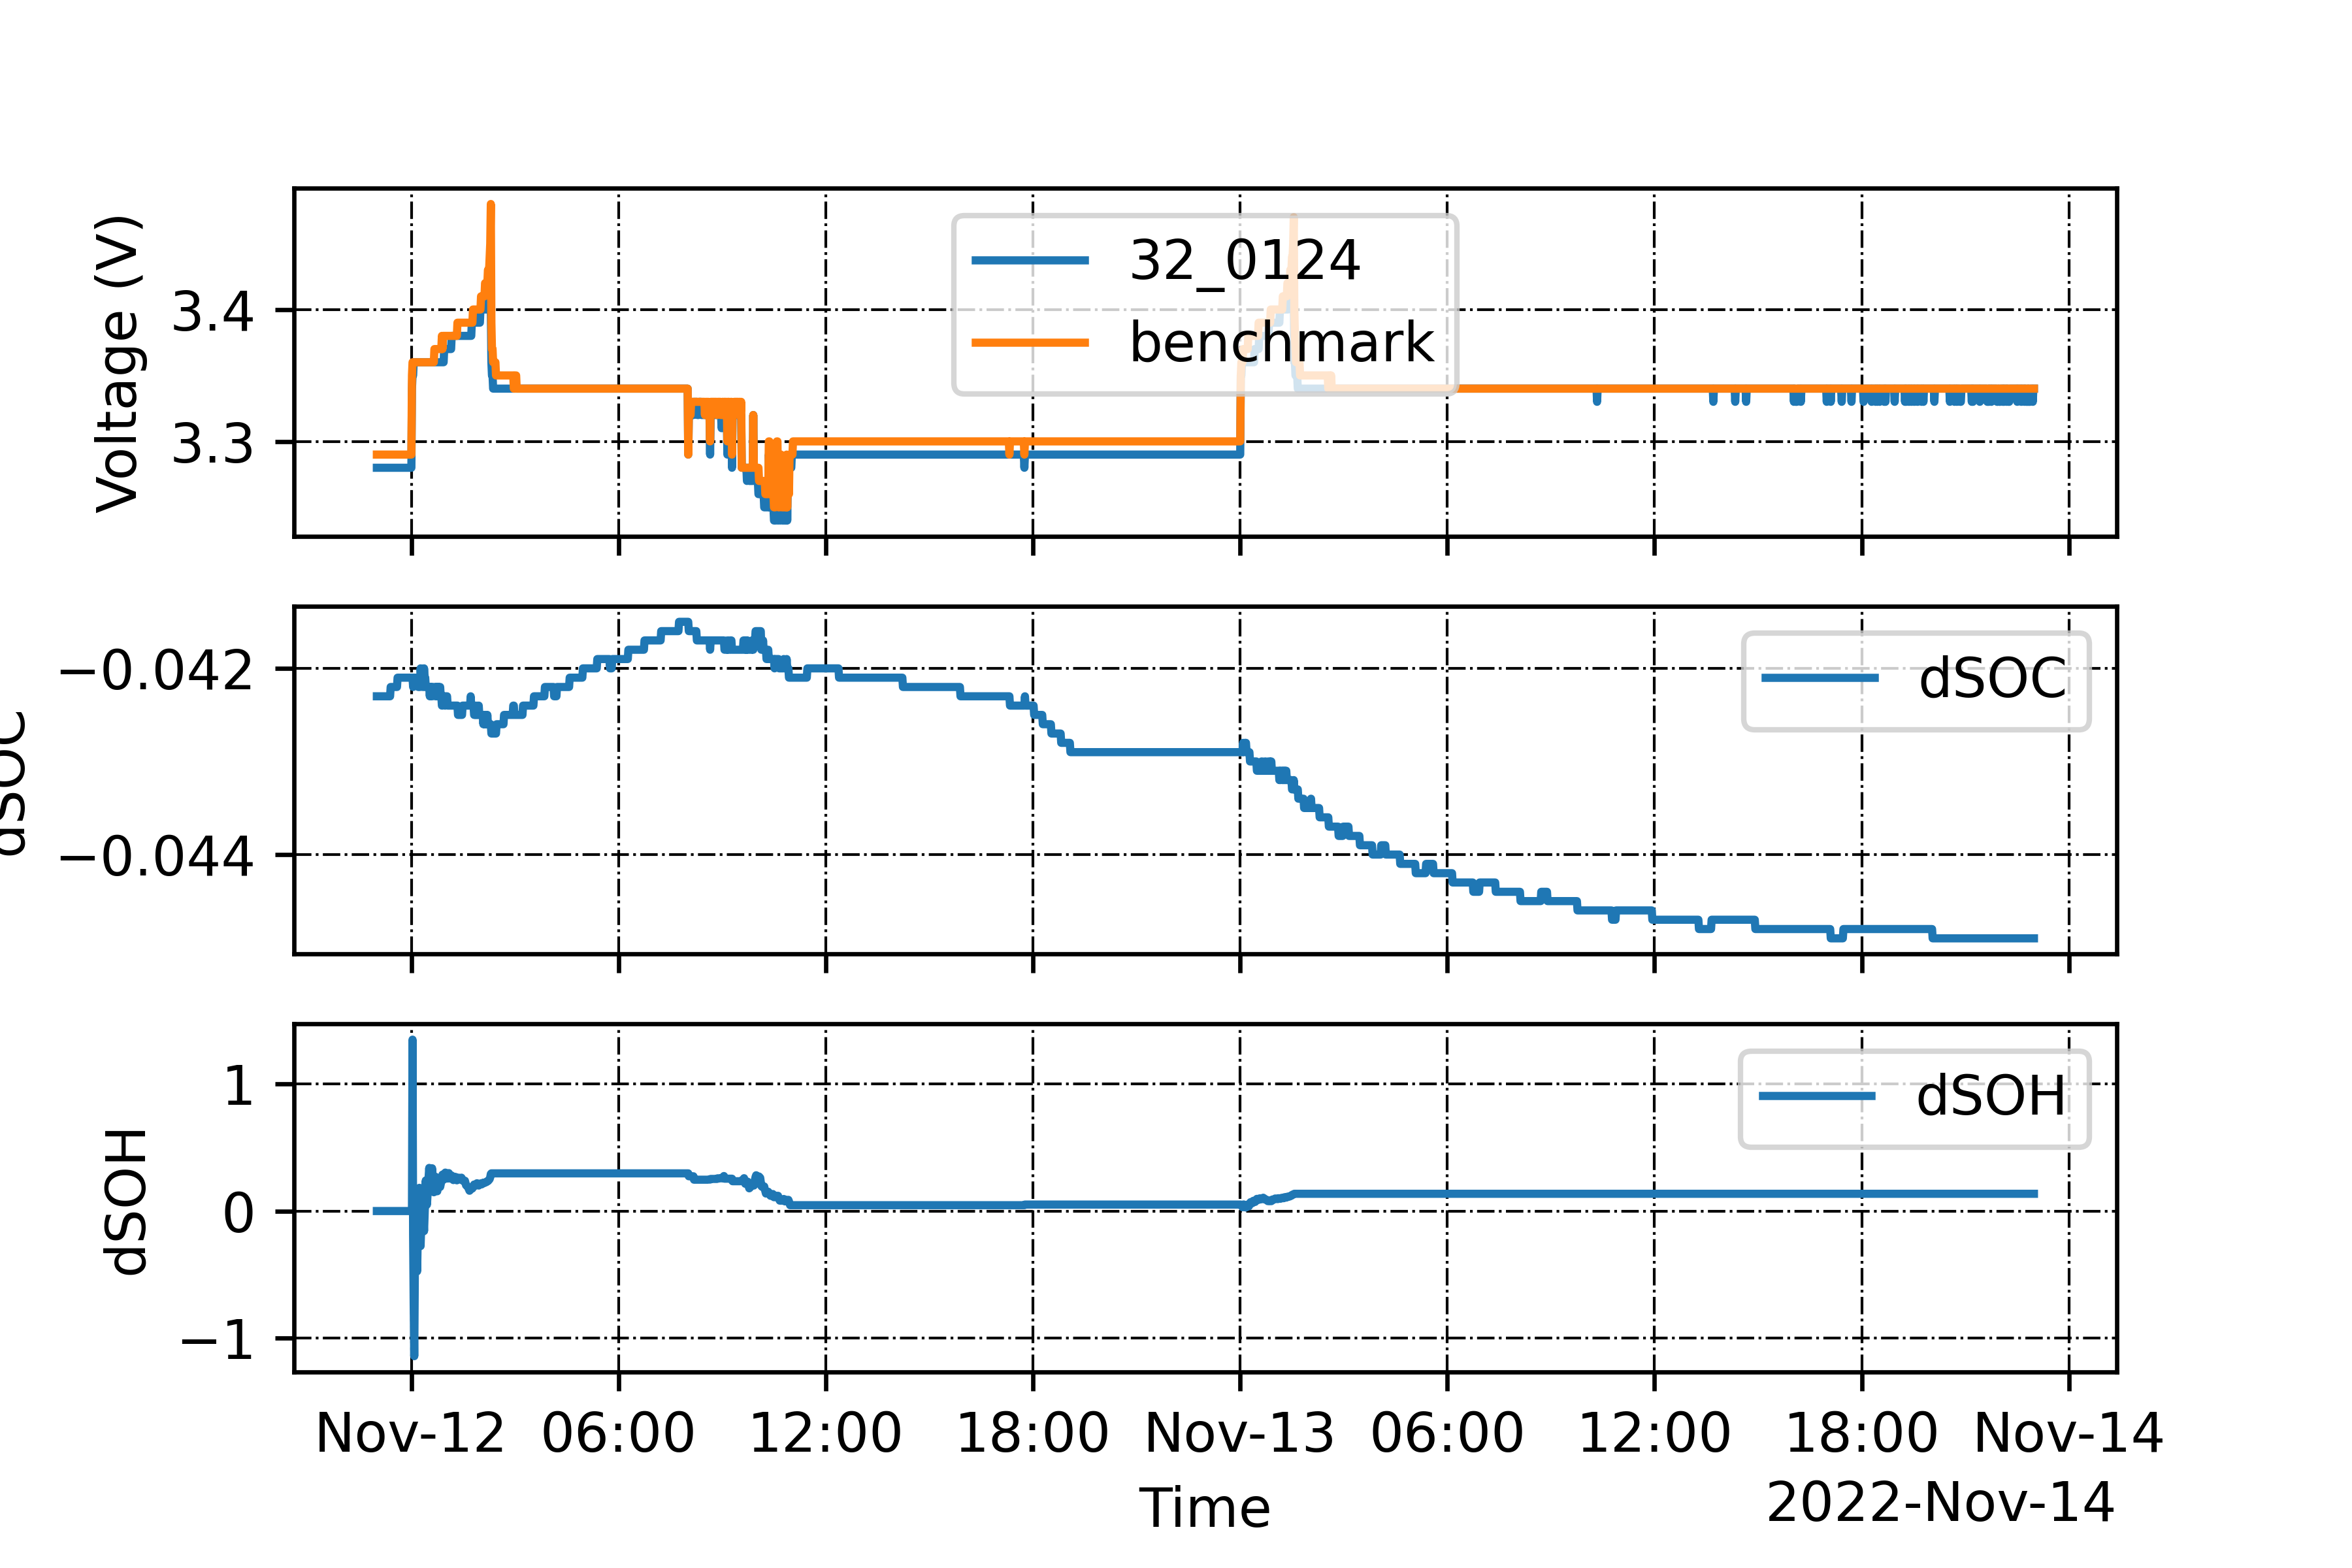 Voltage (V)
3.4
3.3
32_0124
benchmark
dSOC
−0.042
−0.044
dSOC
dSOH
1
0
−1
dSOH
Nov-12 06:00 12:00 18:00 Nov-13 06:00 12:00 18:00 Nov-14
Time
2022-Nov-14